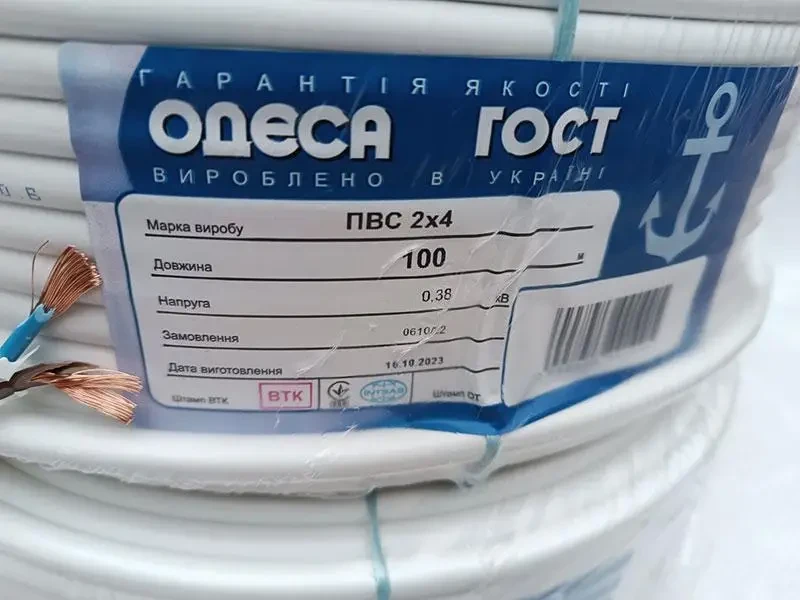 ГАРАНТІЯ ЯКОСТІ
ОДЕСА ГОСТ
ВИРОБЛЕНО В УКРАЇНІ
Марка виробу ПВС 2х4
Довжина 100 м
Напруга 0.38 кВ
Замовлення
Дата виготовлення 16.10.2023
Штамп ВТК ВТК Штамп ОТ